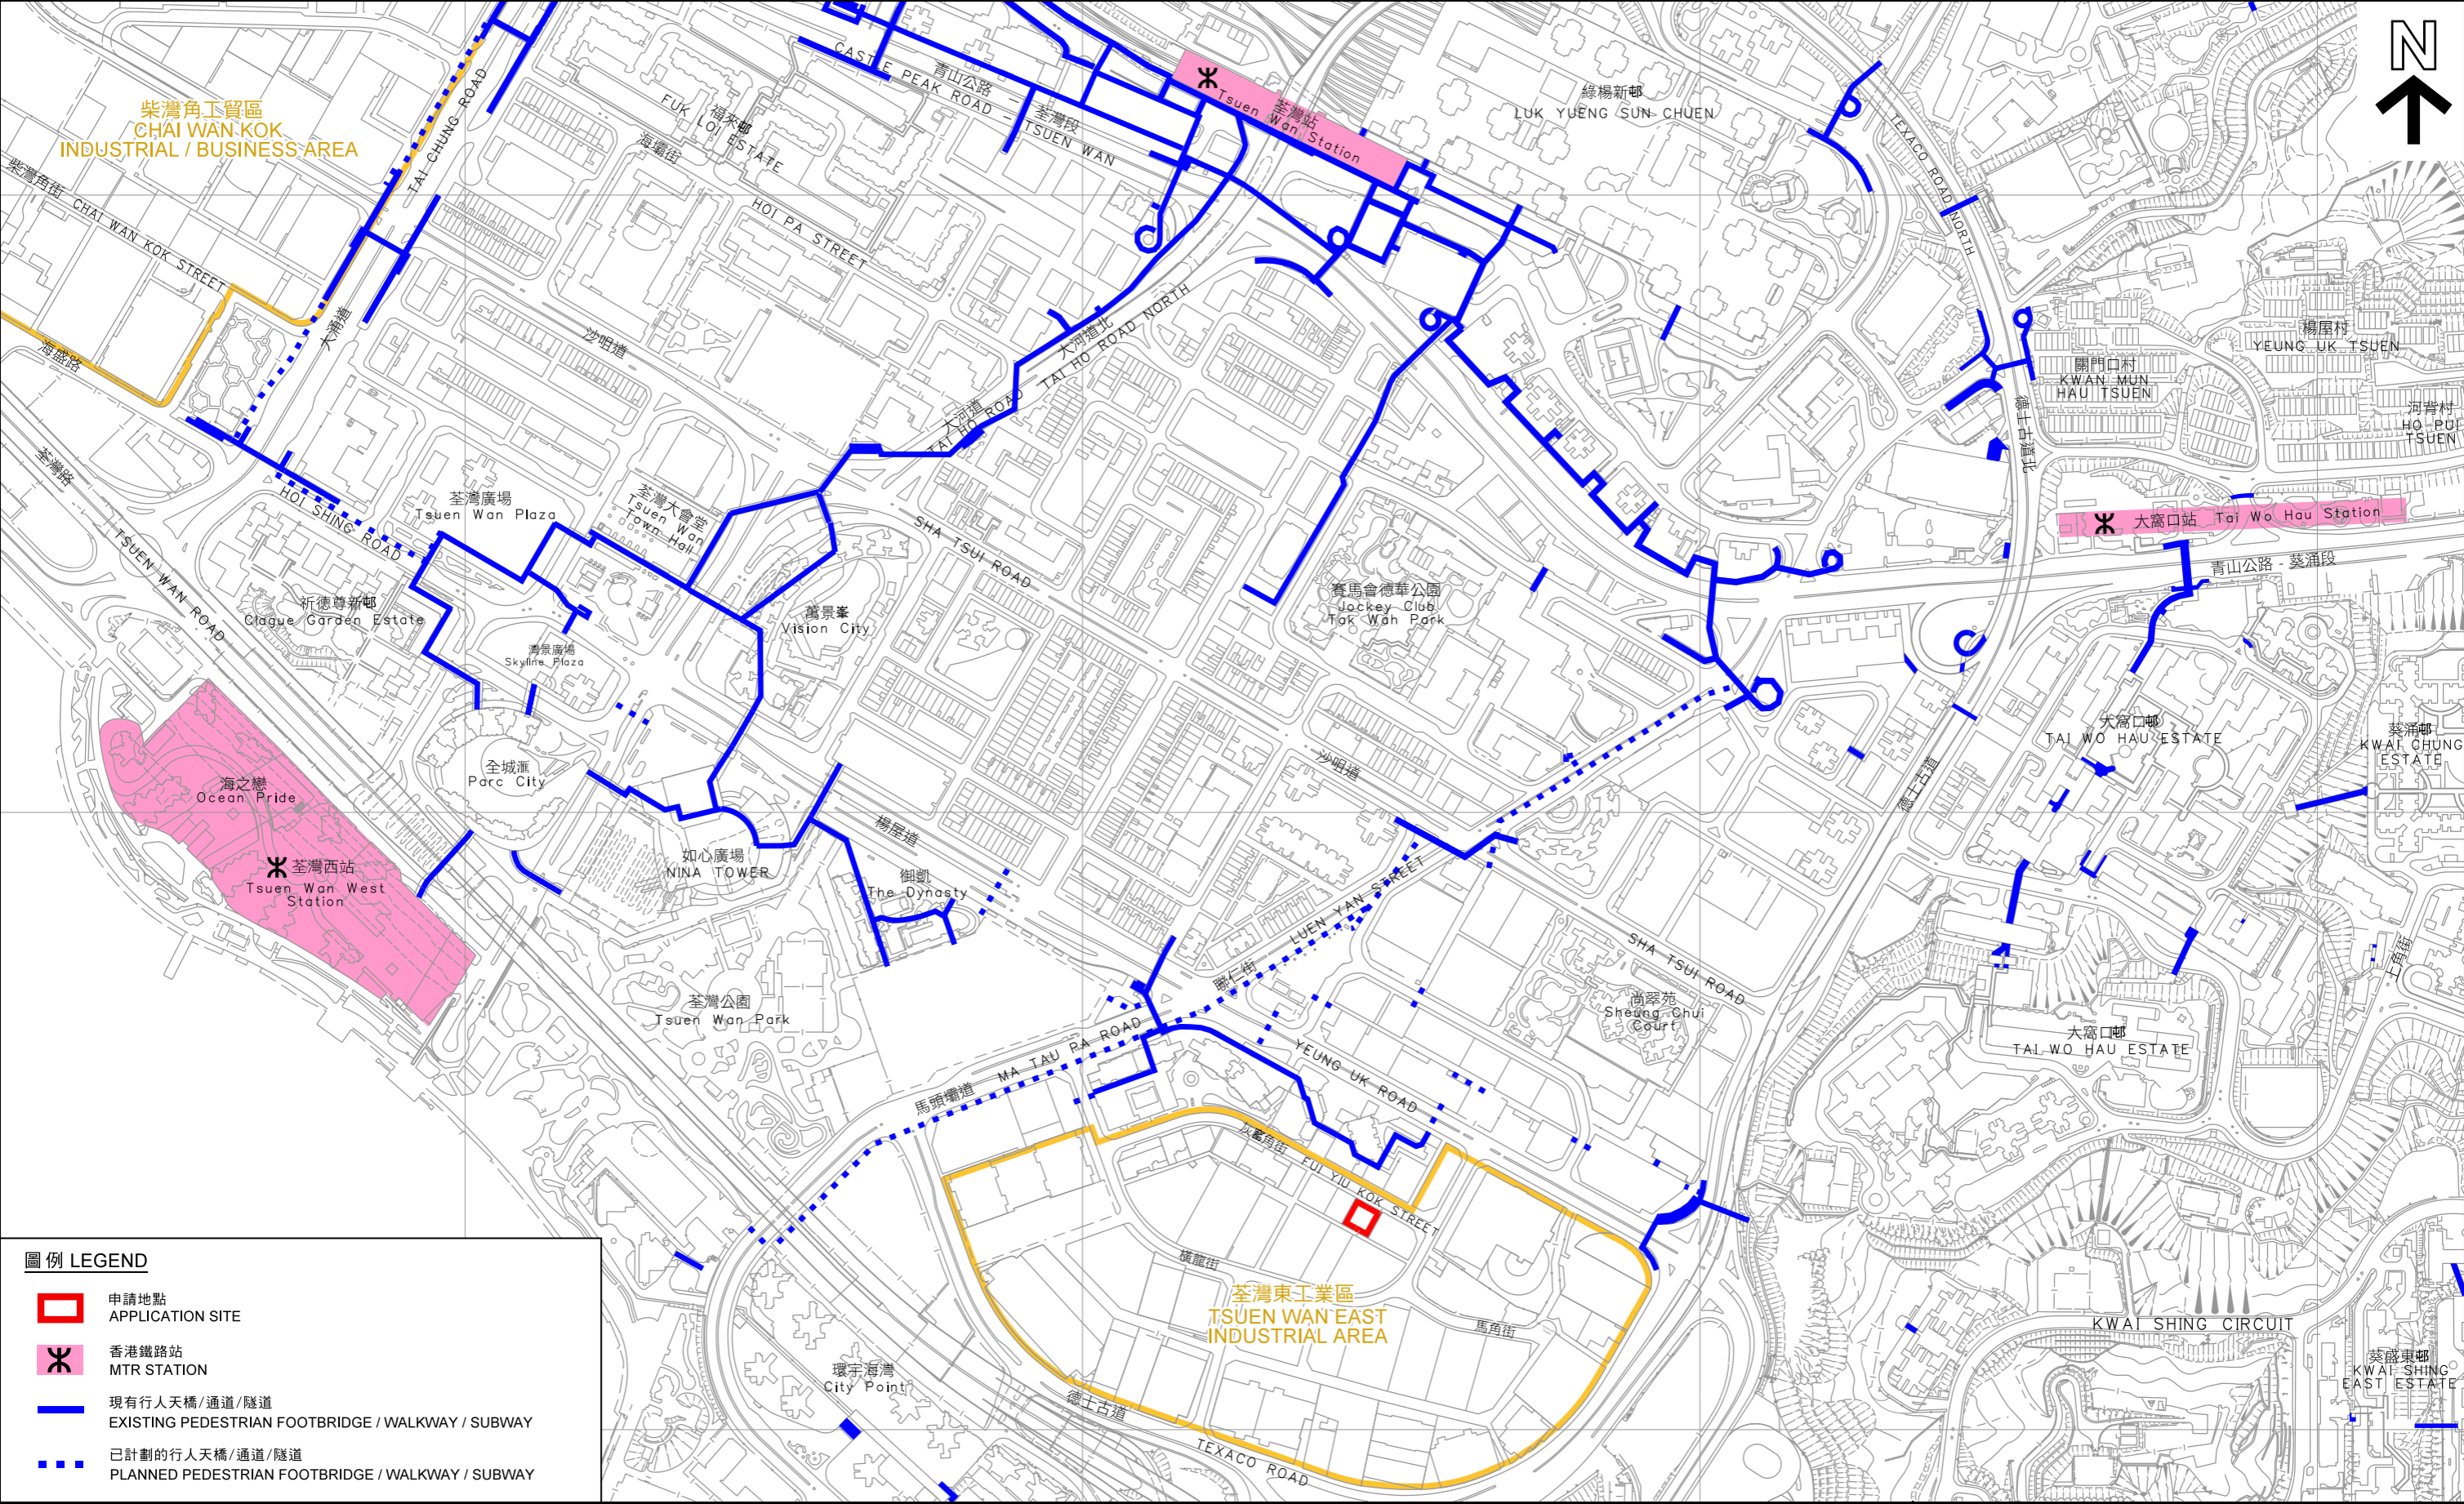 N
柴灣角工貿區
CHAI WAN KOK
INDUSTRIAL / BUSINESS AREA
TAI CHUNG ROAD
大涌道
柴灣角街 CHAI WAN KOK STREET
海盛路
CASTLE PEAK ROAD - TSUEN WAN
青山公路 - 荃灣段
福來邨
FUK LOI ESTATE
海壩街
HOI PA STREET
荃灣站
Tsuen Wan Station
綠楊新邨
LUK YUENG SUN CHUEN
TEXACO ROAD NORTH
德士古道北
楊屋村
YEUNG UK TSUEN
關門口村
KWAN MUN
HAU TSUEN
河背村
HO PUI
TSUEN
大窩口站 Tai Wo Hau Station
青山公路 - 葵涌段
沙咀道
大河道北
TAI HO ROAD NORTH
大河道
TAI HO ROAD
荃灣路
TSUEN WAN ROAD
HOI SHING ROAD
荃灣廣場
Tsuen Wan Plaza
荃灣大會堂
Tsuen Wan
Town Hall
SHA TSUI ROAD
祈德尊新邨
Clague Garden Estate
灣景廣場
Skyline Plaza
萬景峯
Vision City
賽馬會德華公園
Jockey Club
Tak Wah Park
大窩口邨
TAI WO HAU ESTATE
葵涌邨
KWAI CHUNG
ESTATE
海之戀
Ocean Pride
全城滙
Parc City
沙咀道
德士古道
荃灣西站
Tsuen Wan West
Station
如心廣場
NINA TOWER
楊屋道
御凱
The Dynasty
LUEN YAN STREET
聯仁街
SHA TSUI ROAD
尚翠苑
Sheung Chui
Court
上角街
荃灣公園
Tsuen Wan Park
大窩口邨
TAI WO HAU ESTATE
馬頭壩道 MA TAU PA ROAD
YEUNG UK ROAD
灰窰角街 FUI YIU KOK STREET
橫龍街
荃灣東工業區
TSUEN WAN EAST
INDUSTRIAL AREA
馬角街
KWAI SHING CIRCUIT
葵盛東邨
KWAI SHING
EAST ESTATE
環宇海灣
City Point
德士古道
TEXACO ROAD
圖例 LEGEND
申請地點
APPLICATION SITE
香港鐵路站
MTR STATION
現有行人天橋/通道/隧道
EXISTING PEDESTRIAN FOOTBRIDGE / WALKWAY / SUBWAY
已計劃的行人天橋/通道/隧道
PLANNED PEDESTRIAN FOOTBRIDGE / WALKWAY / SUBWAY